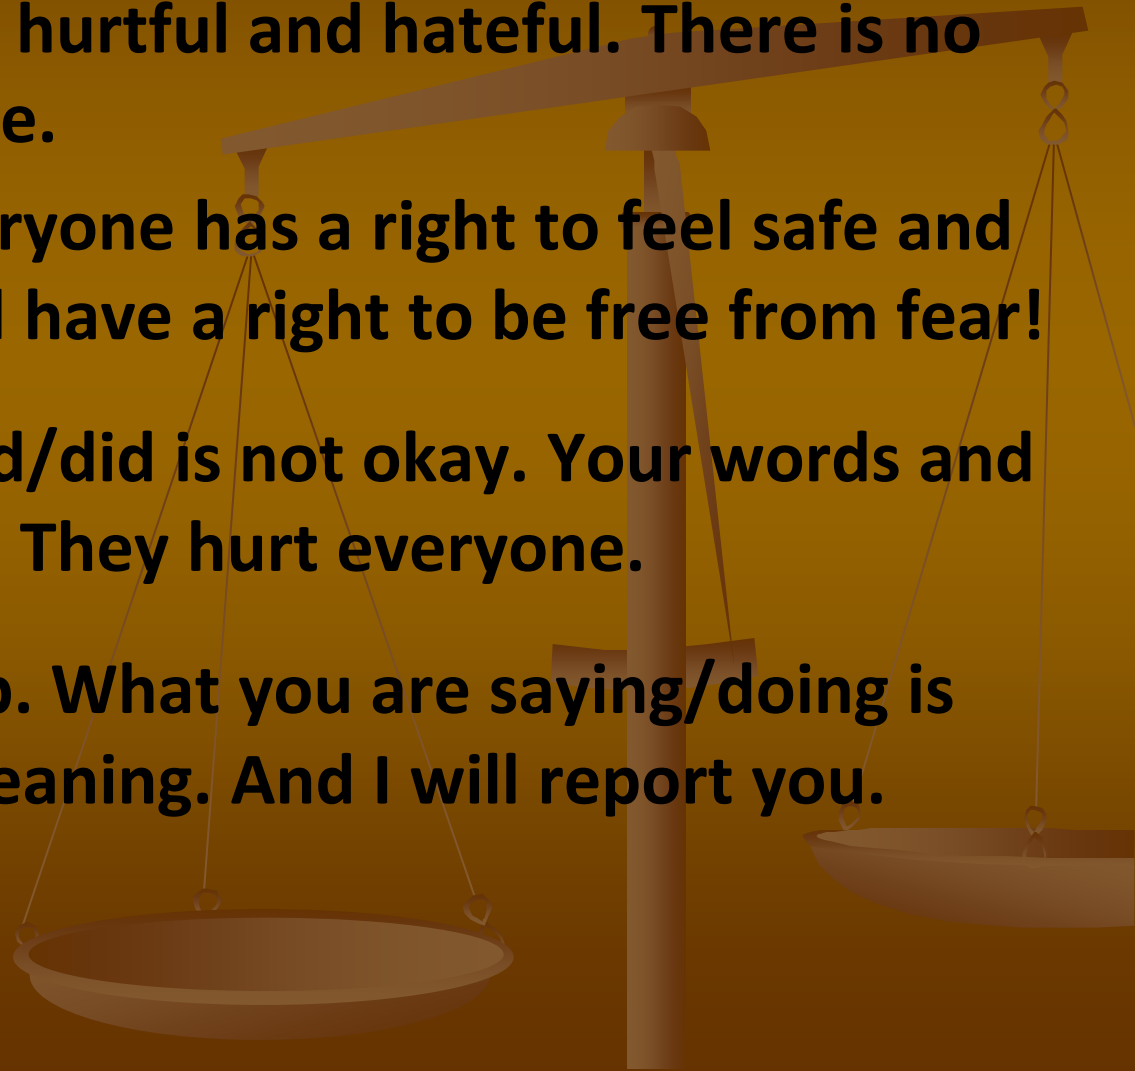 hurtful and hateful. There is no
e.
ryone has a right to feel safe and
have a right to be free from fear!
d/did is not okay. Your words and
They hurt everyone.
. What you are saying/doing is
eaning. And I will report you.